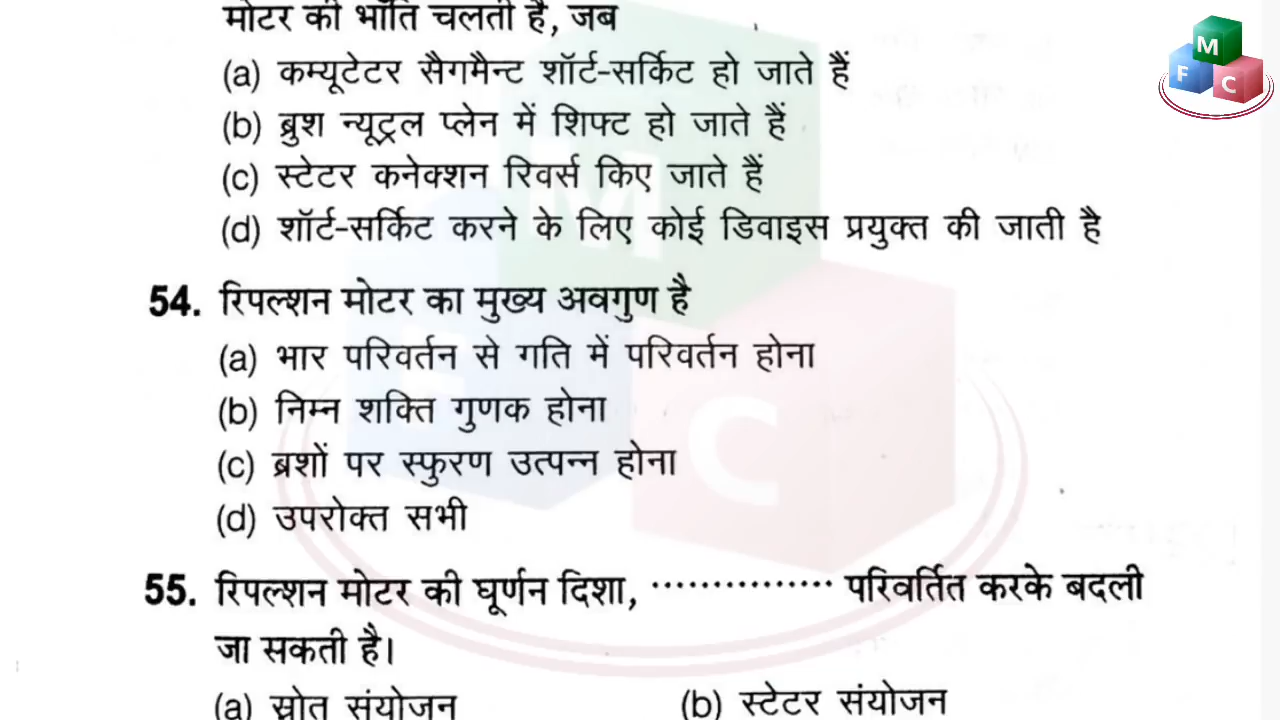 मोटर की भाँति चलती है, जब
(a) कम्यूटेटर सैगमैन्ट शॉर्ट-सर्किट हो जाते हैं
(b) ब्रुश न्यूट्रल प्लेन में शिफ्ट हो जाते हैं
(c) स्टेटर कनेक्शन रिवर्स किए जाते हैं
(d) शॉर्ट-सर्किट करने के लिए कोई डिवाइस प्रयुक्त की जाती है
54. रिपल्शन मोटर का मुख्य अवगुण है
(a) भार परिवर्तन से गति में परिवर्तन होना
(b) निम्न शक्ति गुणक होना
(c) ब्रशों पर स्फुरण उत्पन्न होना
(d) उपरोक्त सभी
55. रिपल्शन मोटर की घूर्णन दिशा, ............... परिवर्तित करके बदली
जा सकती है।
(a) स्रोत संयोजन (b) स्टेटर संयोजन
M
F C